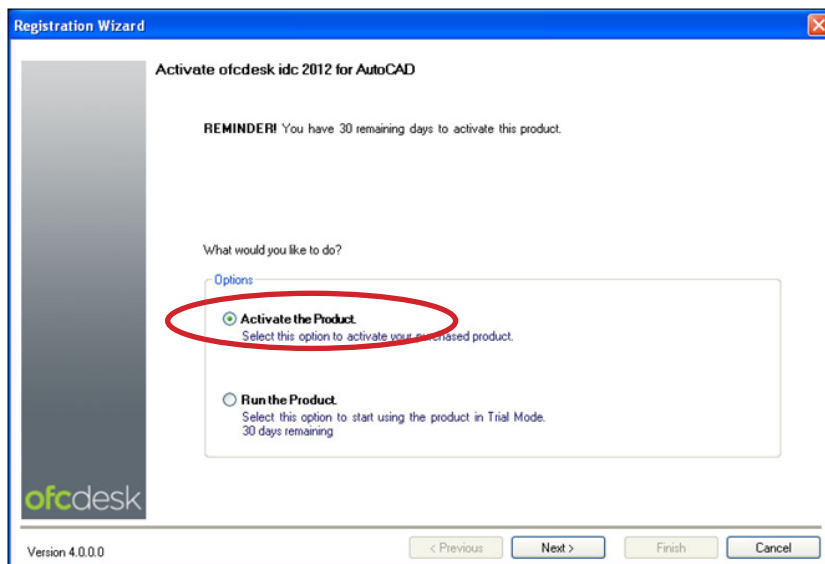 Registration Wizard
Activate ofcdesk idc 2012 for AutoCAD
REMINDER! You have 30 remaining days to activate this product.
What would you like to do?
Options
Activate the Product.
Select this option to activate your purchased product.
Run the Product.
Select this option to start using the product in Trial Mode.
30 days remaining
ofcdesk
Version 4.0.0.0
< Previous
Next >
Finish
Cancel